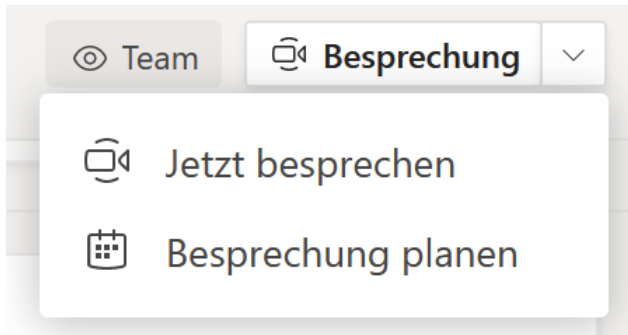 Team
Besprechung
Jetzt besprechen
Besprechung planen